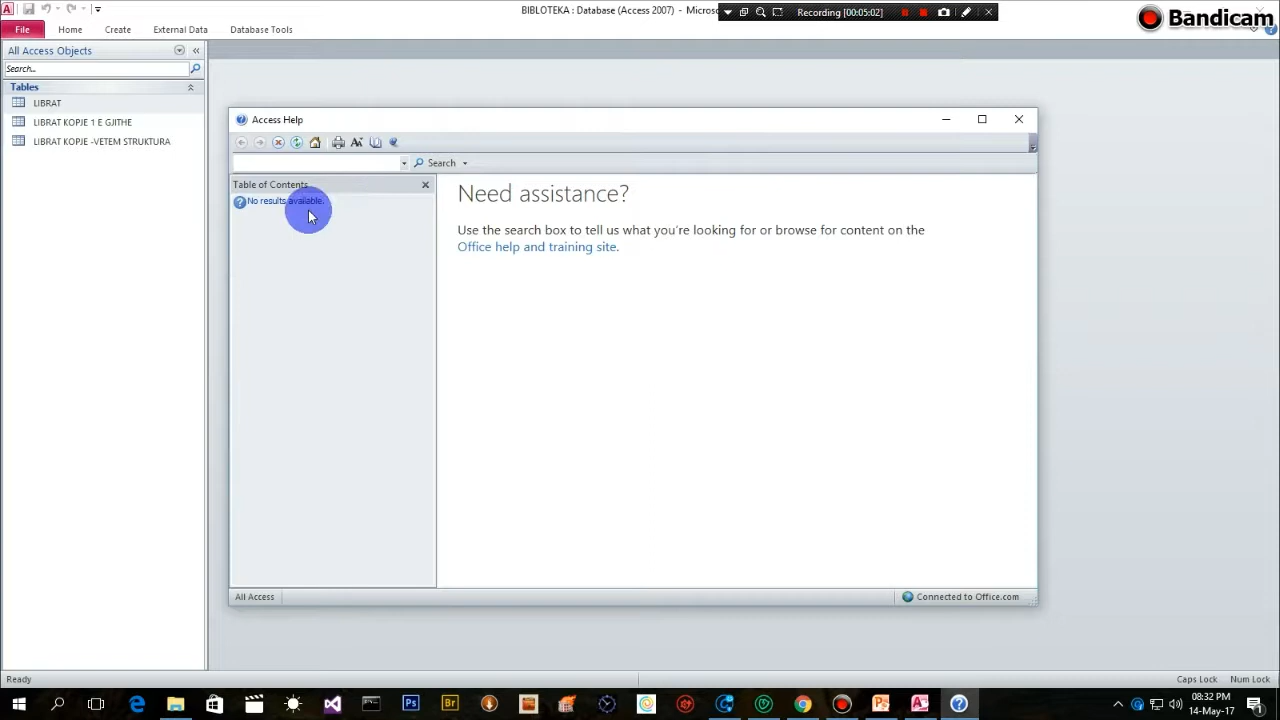 BIBLOTEKA : Database (Access 2007) - Micros
Recording [00:05:02]
Bandicam
File Home Create External Data Database Tools
All Access Objects
Search...
Tables
LIBRAT
LIBRAT KOPJE 1 E GJITHE
LIBRAT KOPJE -VETEM STRUKTURA
Access Help
Search
Table of Contents
No results available.
Need assistance?
Use the search box to tell us what you're looking for or browse for content on the
Office help and training site.
All Access
Connected to Office.com
Ready
Caps Lock Num Lock
08:32 PM
14-May-17